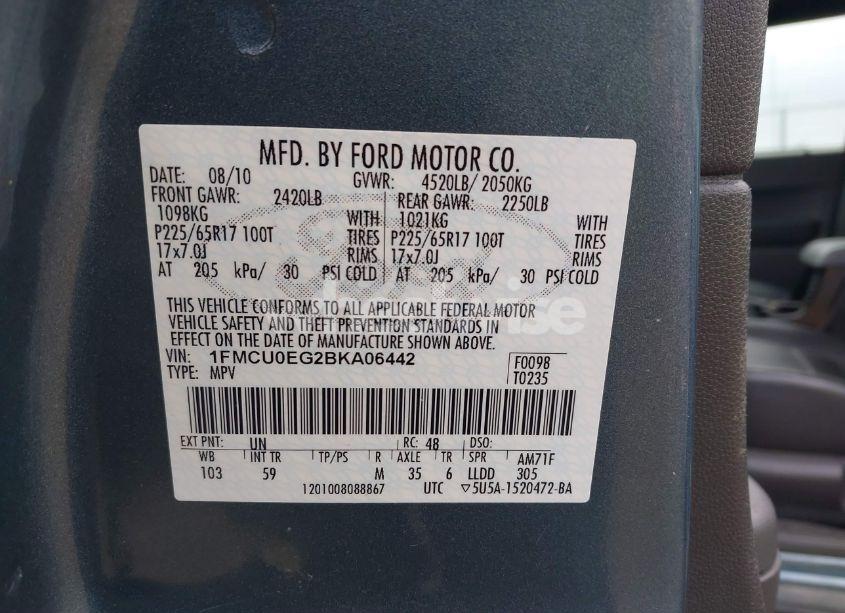 MFD. BY FORD MOTOR CO.
DATE: 08/10 GVWR: 4520LB/ 2050KG
FRONT GAWR: 2420LB REAR GAWR: 2250LB
1098KG WITH 1021KG WITH
P225/65R17 100T TIRES P225/65R17 100T TIRES
17x7.0J RIMS 17x7.0J RIMS
AT 205 kPa/ 30 PSI COLD AT 205 kPa/ 30 PSI COLD
THIS VEHICLE CONFORMS TO ALL APPLICABLE FEDERAL MOTOR
VEHICLE SAFETY AND THEFT PREVENTION STANDARDS IN
EFFECT ON THE DATE OF MANUFACTURE SHOWN ABOVE.
VIN: 1FMCU0EG2BKA06442 F0098
TYPE: MPV T0235
EXT PNT: UN RC: 48 DSO:
WB INT TR TP/PS R AXLE TR SPR AM71F
103 59 M 35 6 LLDD 305
1201008088867 UTC ▽5U5A-1520472-BA